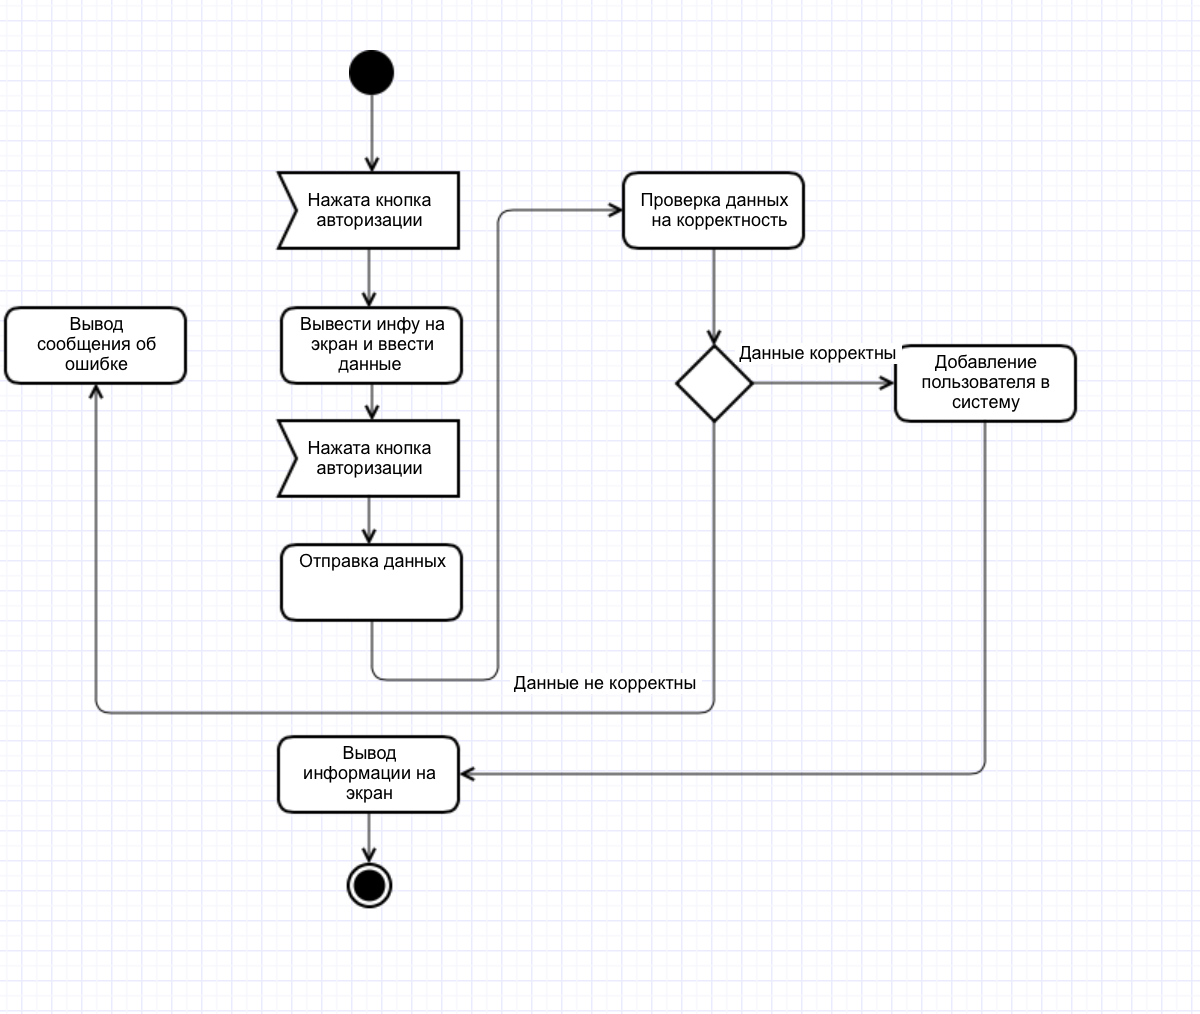 Нажата кнопка
авторизации
Проверка данных
на корректность
Вывод
сообщения об
ошибке
Вывести инфу на
экран и ввести
данные
Данные корректны
Добавление
пользователя в
систему
Нажата кнопка
авторизации
Отправка данных
Данные не корректны
Вывод
информации на
экран